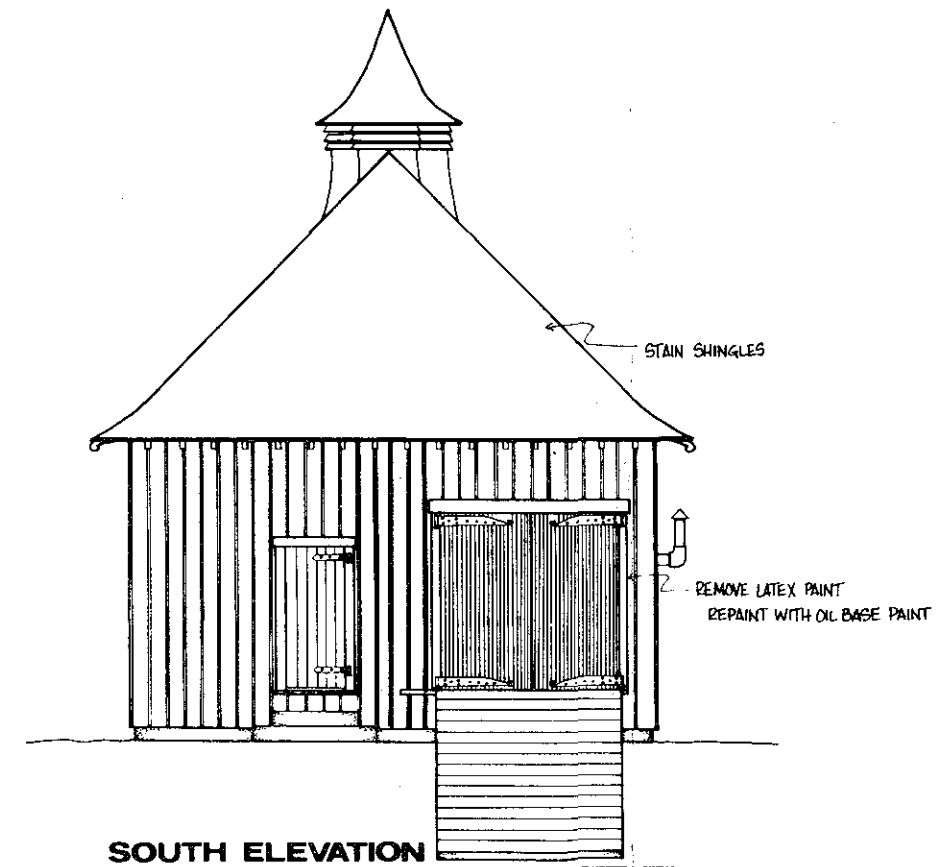 STAIN SHINGLES
REMOVE LATEX PAINT
REPAINT WITH OIL BASE PAINT
SOUTH ELEVATION